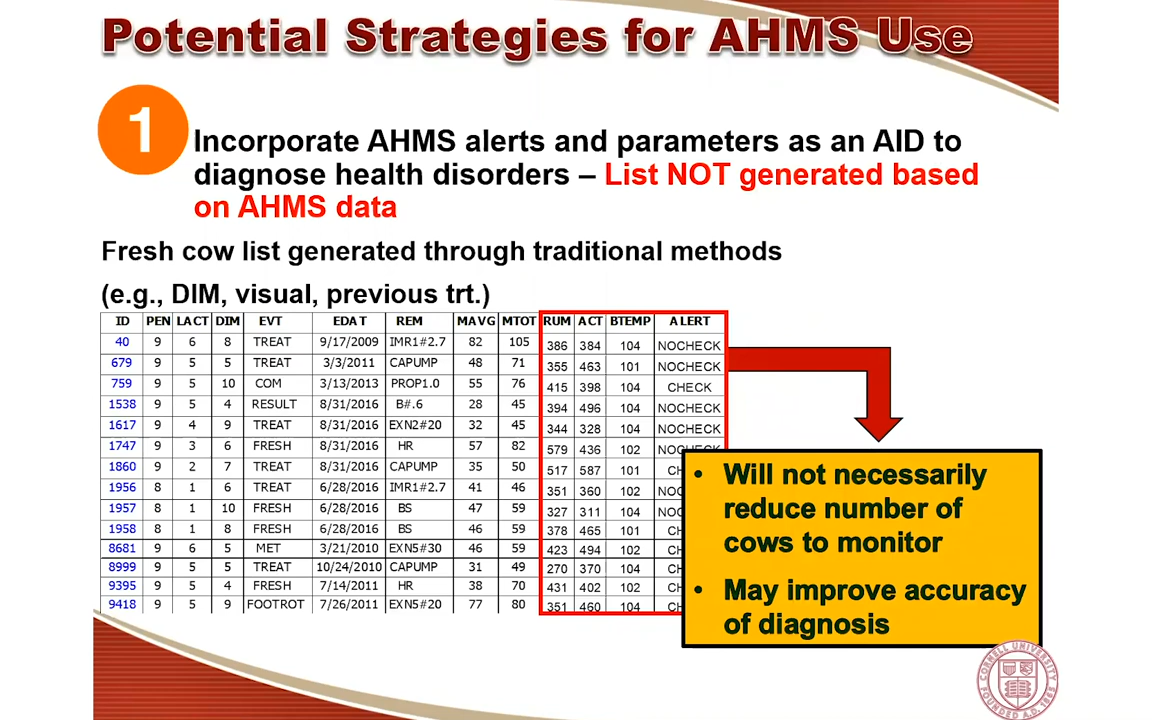 Potential Strategies for AHMS Use
1
Incorporate AHMS alerts and parameters as an AID to
diagnose health disorders – List NOT generated based
on AHMS data
Fresh cow list generated through traditional methods
(e.g., DIM, visual, previous trt.)
ID PEN LACT DIM EVT EDAT REM MAVG MTOT RUM ACT BTEMP ALERT
40 9 6 8 TREAT 9/17/2009 IMR1#2.7 82 105 386 384 104 NOCHECK
679 9 5 5 TREAT 3/3/2011 CAPUMP 48 71 355 463 101 NOCHECK
759 9 5 10 COM 3/13/2013 PROP1.0 55 76 415 398 104 CHECK
1538 9 5 4 RESULT 8/31/2016 B#.6 28 45 394 496 104 NOCHECK
1617 9 4 9 TREAT 8/31/2016 EXN2#20 32 45 344 328 104 NOCHECK
1747 9 3 6 FRESH 8/31/2016 HR 57 82 579 436 102
1860 9 2 7 TREAT 8/31/2016 CAPUMP 35 50 517 587 101
1956 8 1 6 TREAT 6/28/2016 IMR1#2.7 41 46 351 360 102
1957 8 1 10 FRESH 6/28/2016 BS 47 59 327 311 104
1958 8 1 8 FRESH 6/28/2016 BS 46 59 378 465 101
8681 9 6 5 MET 3/21/2010 EXN5#30 46 59 423 494 102
8999 9 5 5 TREAT 10/24/2010 CAPUMP 31 49 270 370 104
9395 9 5 4 FRESH 7/14/2011 HR 38 70 431 402 102
9418 9 5 9 FOOTROT 7/26/2011 EXN5#20 77 80 351 460 104
• Will not necessarily
reduce number of
cows to monitor
• May improve accuracy
of diagnosis
CORNELL UNIVERSITY
FOUNDED A.D. 1865